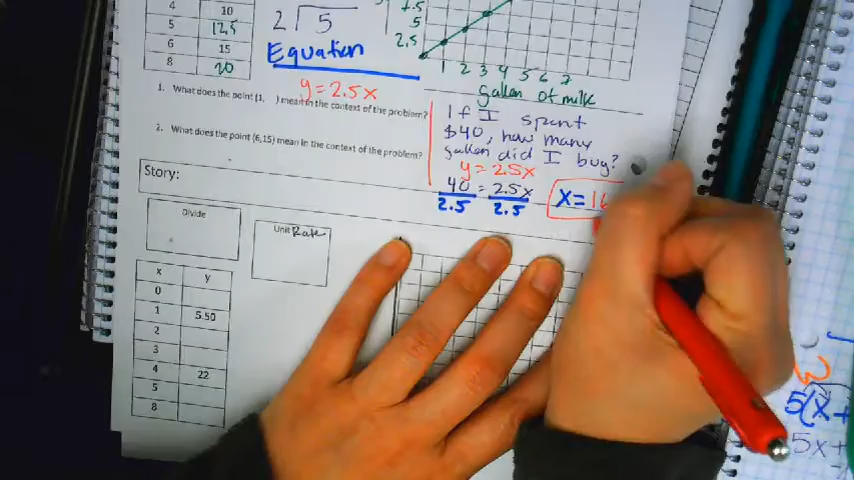 4 10
5 12.5
6 15
8 20
2 5
5
2.5
1 2 3 4 5 6 7
gallon of milk
Equation
y = 2.5x
1. What does the point (1, ) mean in the context of the problem?
2. What does the point (6,15) mean in the context of the problem?
If I spent
$40, how many
gallon did I buy?
y = 2.5x
40 = 2.5x
2.5 2.5
x = 16
Story:
Divide
Unit Rate
x y
0
1 5.50
2
3
4 22
5
8
5(x+
5x+